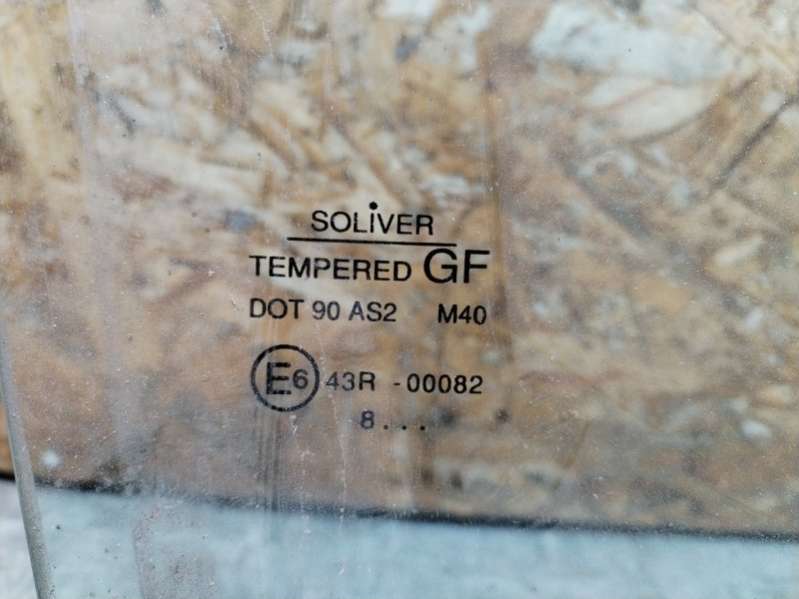 SOLiVER
TEMPERED GF
DOT 90 AS2 M40
E6 43R -00082
8...